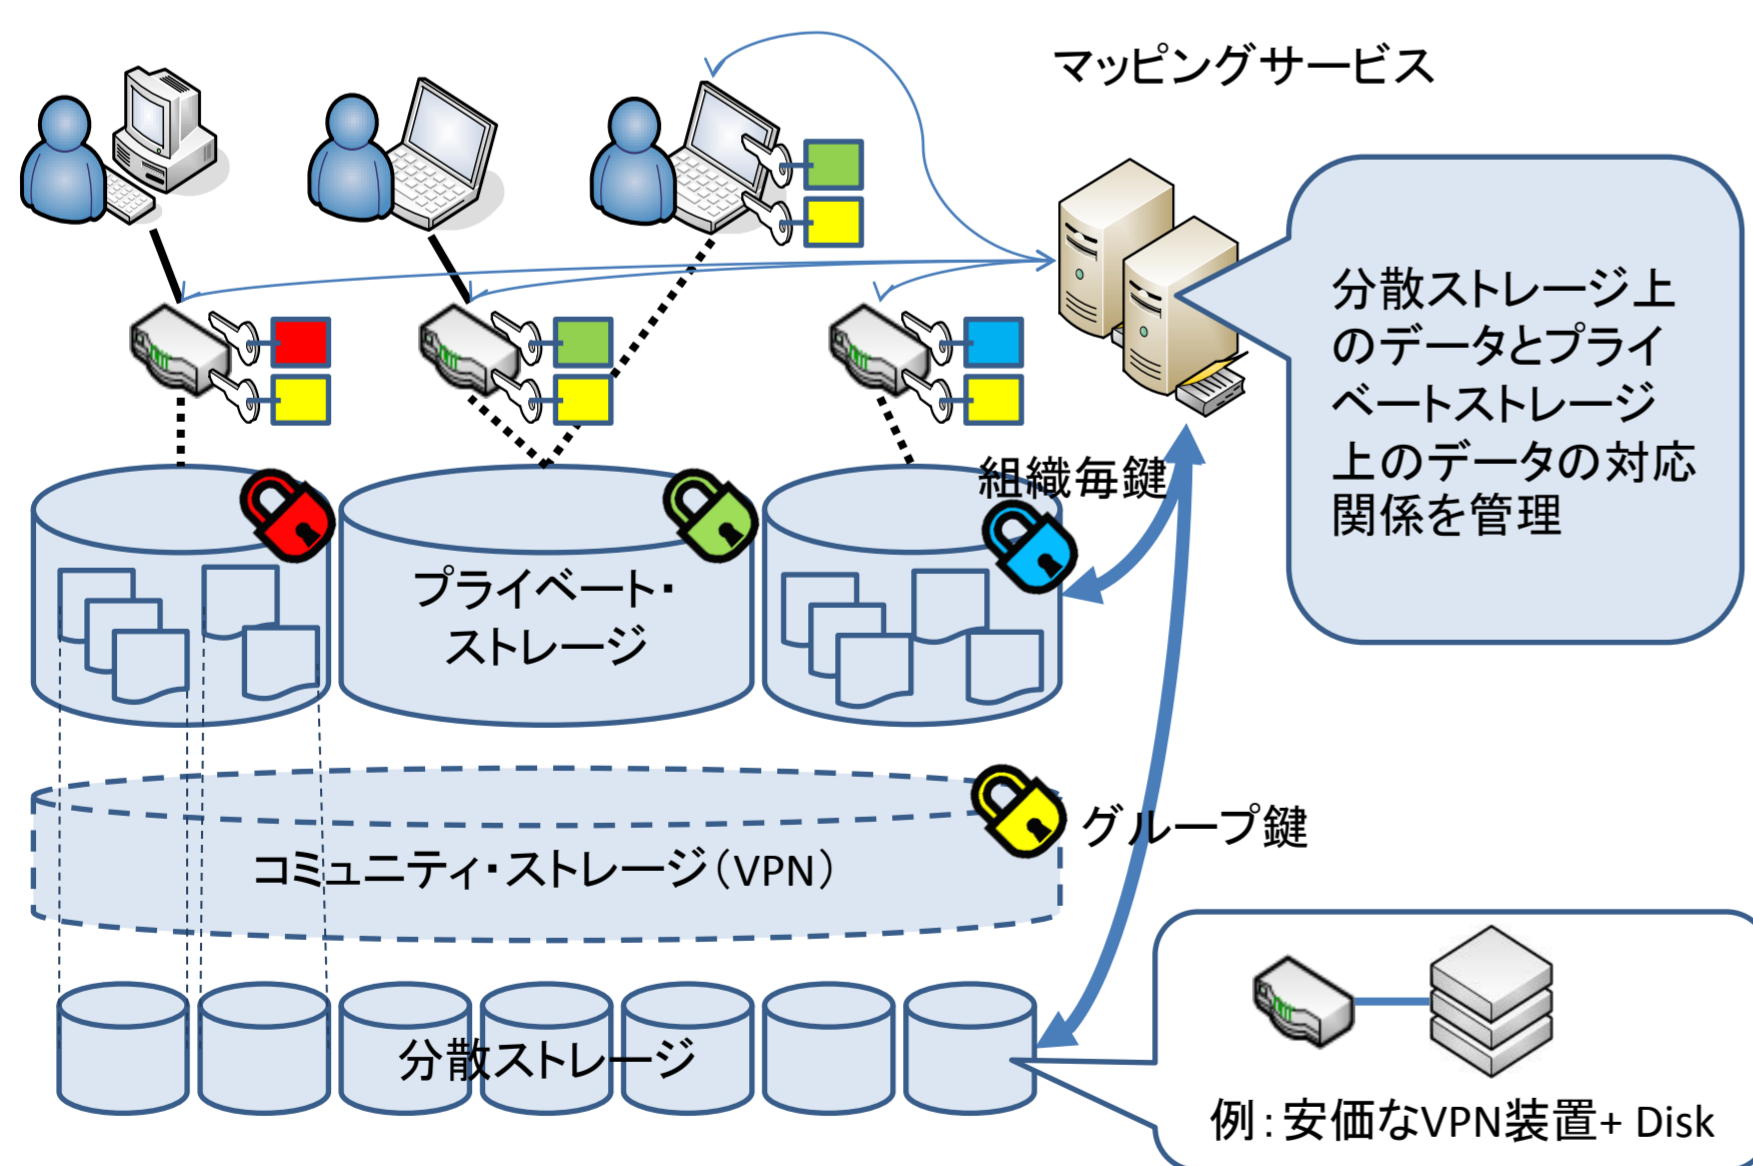 マッピングサービス
分散ストレージ上
のデータとプライ
ベートストレージ
上のデータの対応
関係を管理
組織毎鍵
プライベート・
ストレージ
グループ鍵
コミュニティ・ストレージ(VPN)
分散ストレージ
例:安価なVPN装置+ Disk